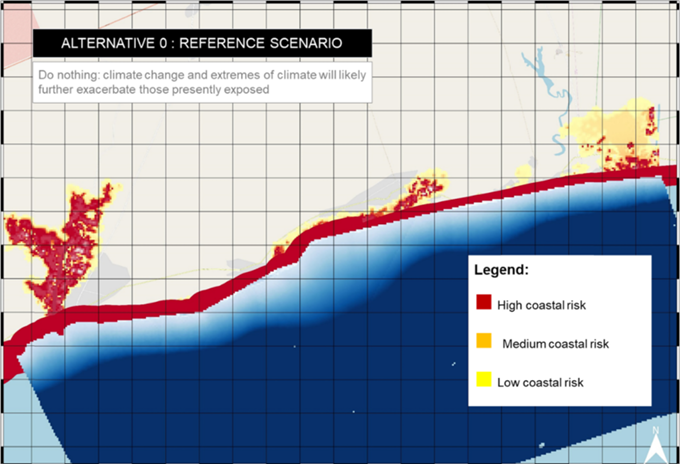 ALTERNATIVE 0 : REFERENCE SCENARIO
Do nothing: climate change and extremes of climate will likely
further exacerbate those presently exposed
Legend:
High coastal risk
Medium coastal risk
Low coastal risk
N